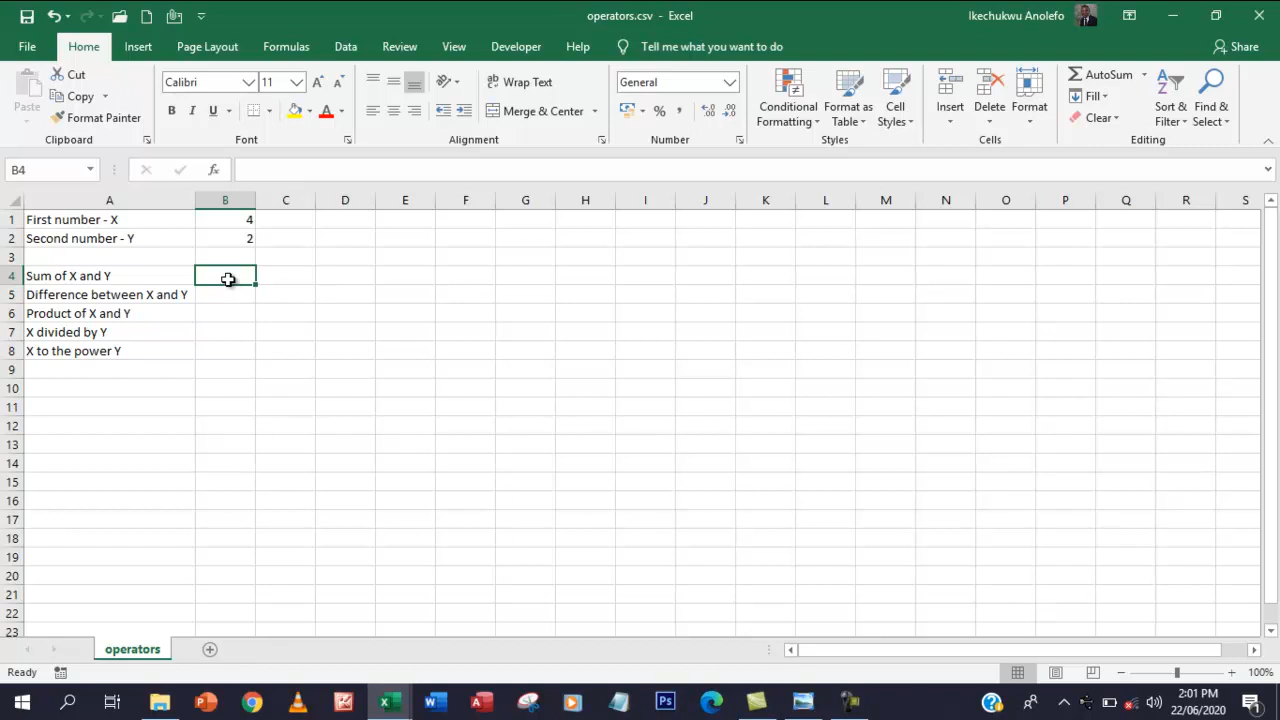 operators.csv - Excel
Ikechukwu Anolefo
File Home Insert Page Layout Formulas Data Review View Developer Help Tell me what you want to do Share
Paste
Cut
Copy
Format Painter
Clipboard
Calibri 11
B I U
Font
Wrap Text
Merge & Center
Alignment
General
Number
Conditional
Formatting
Format as
Table
Cell
Styles
Styles
Insert
Delete
Format
Cells
AutoSum
Fill
Clear
Sort &
Filter
Find &
Select
Editing
B4
fx
A B C D E F G H I J K L M N O P Q R S
1 First number - X 4
2 Second number - Y 2
3
4 Sum of X and Y
5 Difference between X and Y
6 Product of X and Y
7 X divided by Y
8 X to the power Y
9
10
11
12
13
14
15
16
17
18
19
20
21
22
23
operators
Ready
100%
2:01 PM
22/06/2020